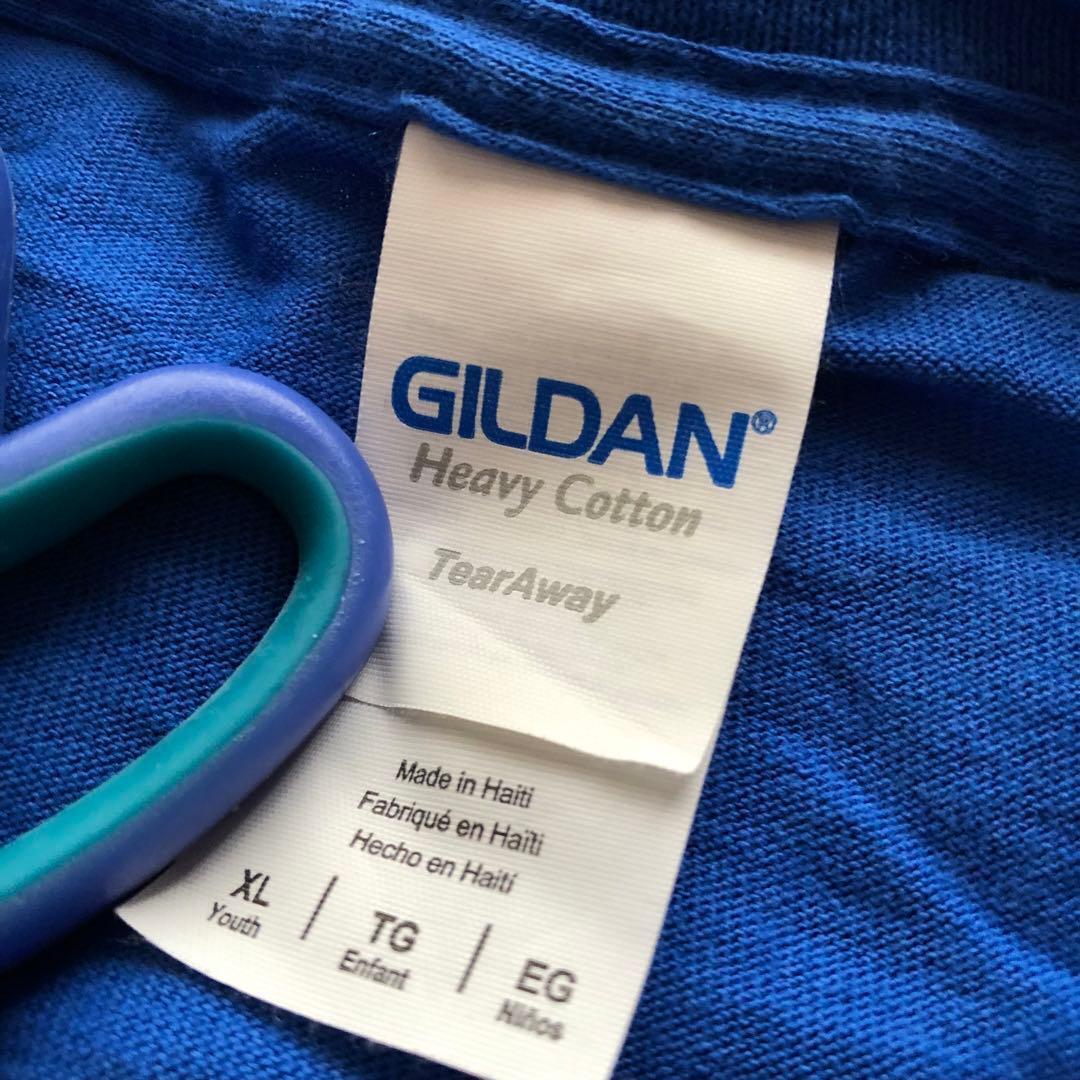 GILDAN®
Heavy Cotton
TearAway
Made in Haiti
Fabriqué en Haïti
Hecho en Haití
XL | TG | EG
Youth Enfant Niños